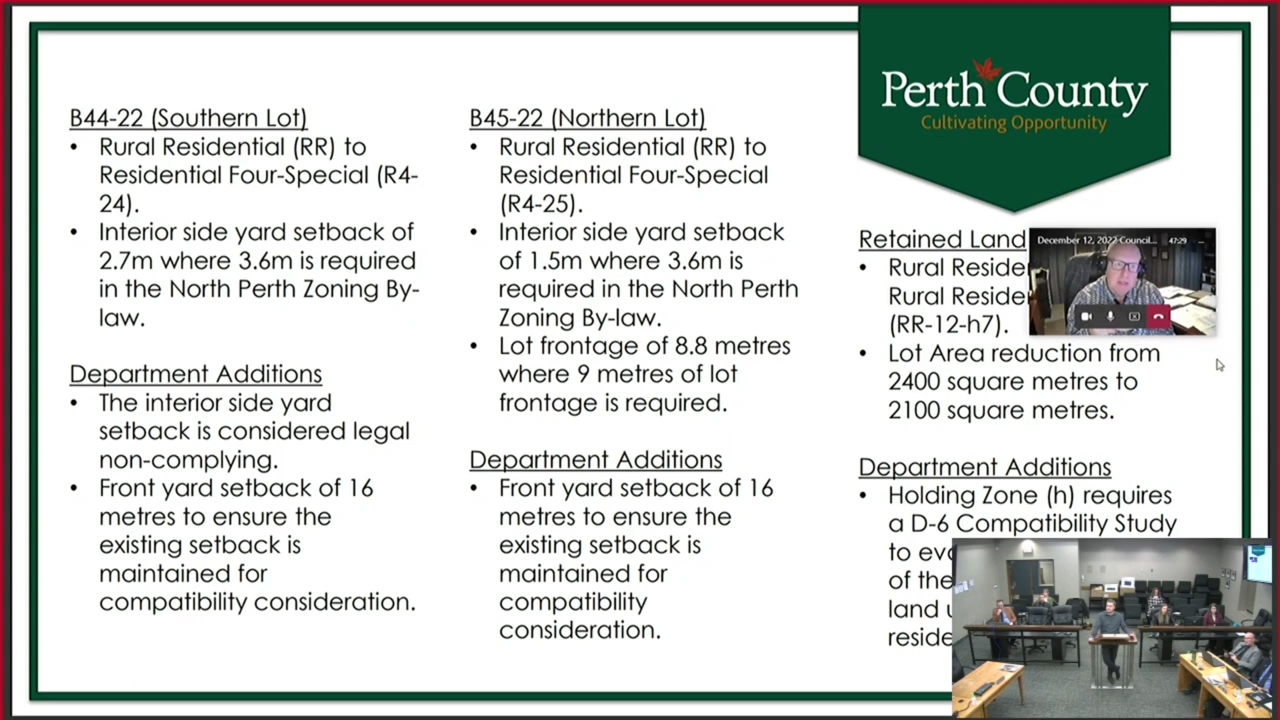 Perth County
Cultivating Opportunity
B44-22 (Southern Lot)
• Rural Residential (RR) to
Residential Four-Special (R4-
24).
• Interior side yard setback of
2.7m where 3.6m is required
in the North Perth Zoning By-
law.
Department Additions
• The interior side yard
setback is considered legal
non-complying.
• Front yard setback of 16
metres to ensure the
existing setback is
maintained for
compatibility consideration.
B45-22 (Northern Lot)
• Rural Residential (RR) to
Residential Four-Special
(R4-25).
• Interior side yard setback
of 1.5m where 3.6m is
required in the North Perth
Zoning By-law.
• Lot frontage of 8.8 metres
where 9 metres of lot
frontage is required.
Department Additions
• Front yard setback of 16
metres to ensure the
existing setback is
maintained for
compatibility
consideration.
Retained Land
• Rural
Rural
(RR-12-h7).
• Lot Area reduction from
2400 square metres to
2100 square metres.
Department Additions
• Holding Zone (h) requires
a D-6 Compatibility Study
to
of the
land
December 12, 2022 Council...
47:29